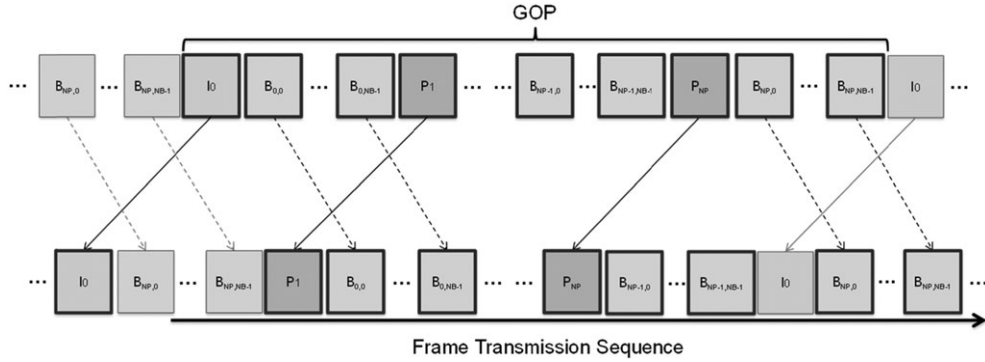 GOP
... B_NP,0 ... B_NP,NB-1 I0 B_0,0 ... B_0,NB-1 P1 ... B_NP-1,0 ... B_NP-1,NB-1 P_NP B_NP,0 ... B_NP,NB-1 I0 ...
... I0 B_NP,0 ... B_NP,NB-1 P1 B_0,0 ... B_0,NB-1 ... P_NP B_NP-1,0 ... B_NP-1,NB-1 I0 B_NP,0 ... B_NP,NB-1 ...
Frame Transmission Sequence